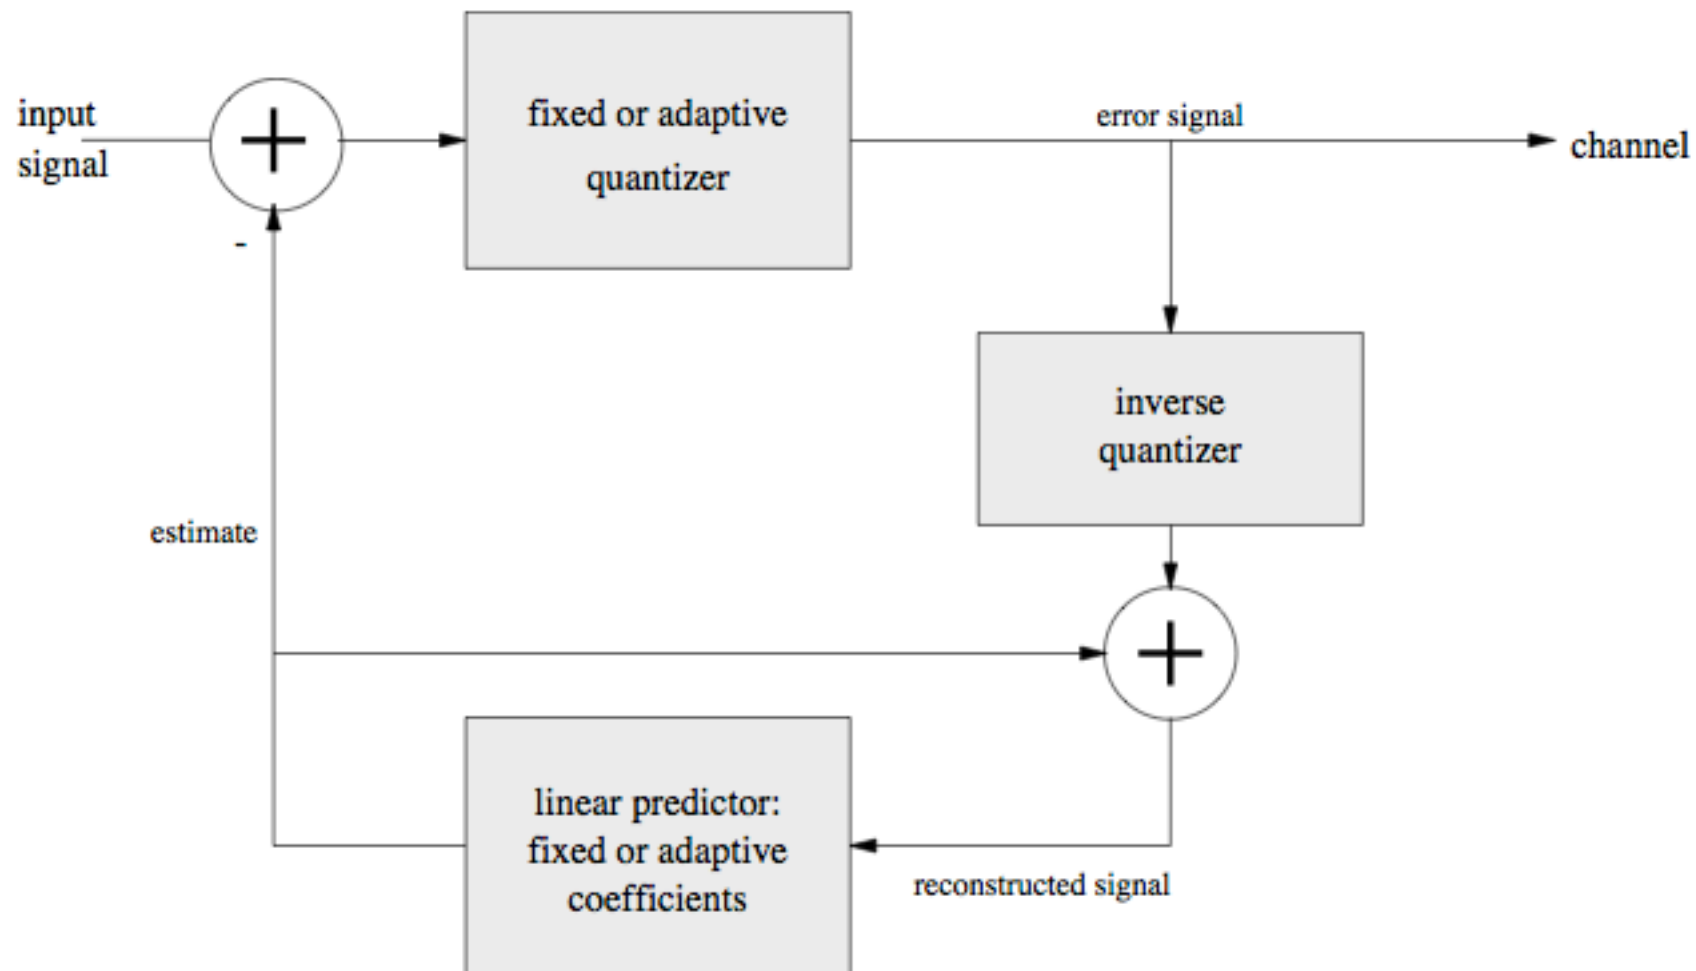 input
signal
+
fixed or adaptive
quantizer
error signal
channel
-
inverse
quantizer
estimate
+
linear predictor:
fixed or adaptive
coefficients
reconstructed signal